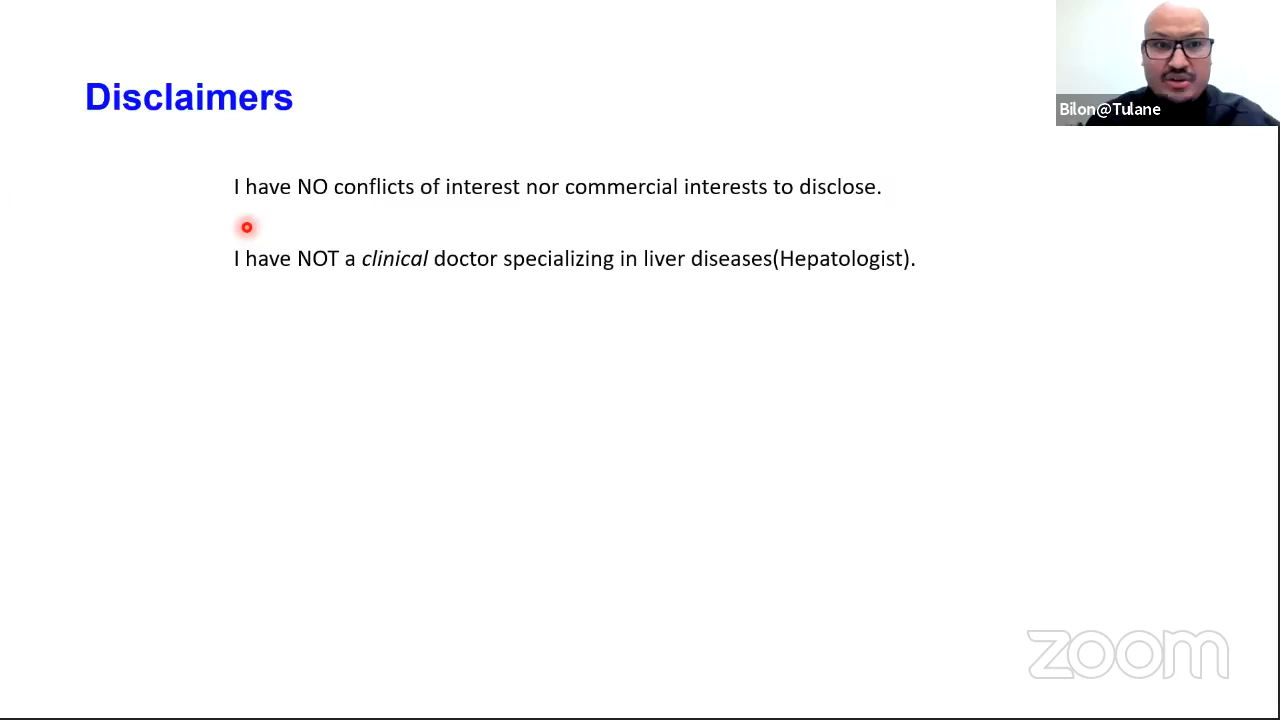 Disclaimers
Bilon@Tulane
I have NO conflicts of interest nor commercial interests to disclose.
I have NOT a clinical doctor specializing in liver diseases(Hepatologist).
zoom